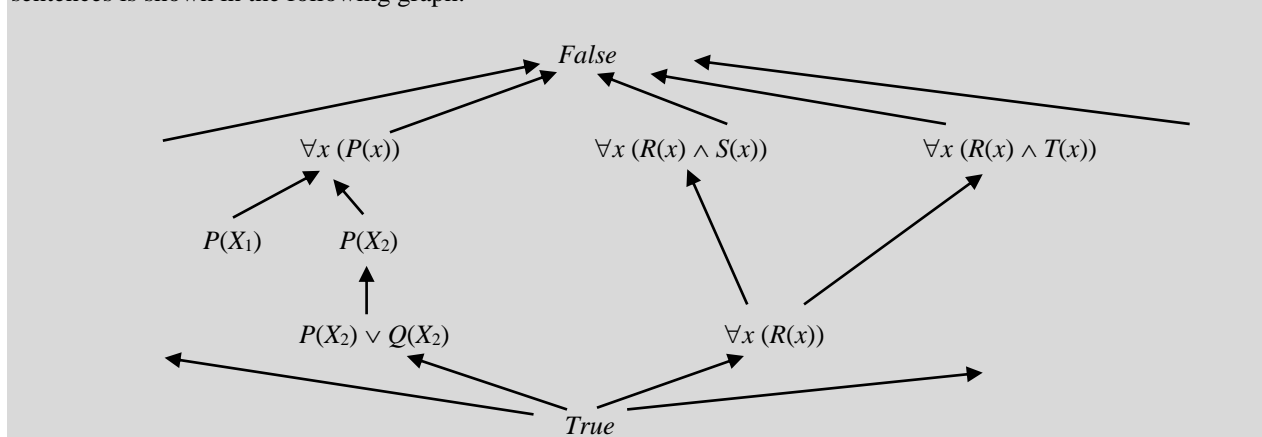 sentences is shown in the following graph.
False
∀x (P(x)) ∀x (R(x) ∧ S(x)) ∀x (R(x) ∧ T(x))
P(X₁) P(X₂)
P(X₂) ∨ Q(X₂) ∀x (R(x))
True